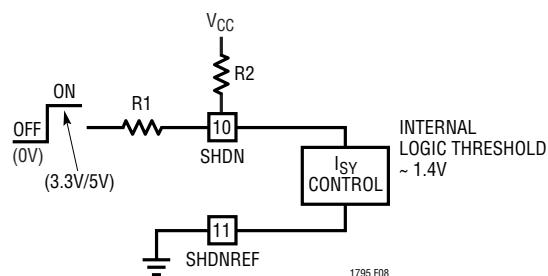 VCC
R2
ON
R1
OFF
(0V)
10
SHDN
(3.3V/5V)
INTERNAL
LOGIC THRESHOLD
~ 1.4V
ISY
CONTROL
11
SHDNREF
1795 F08